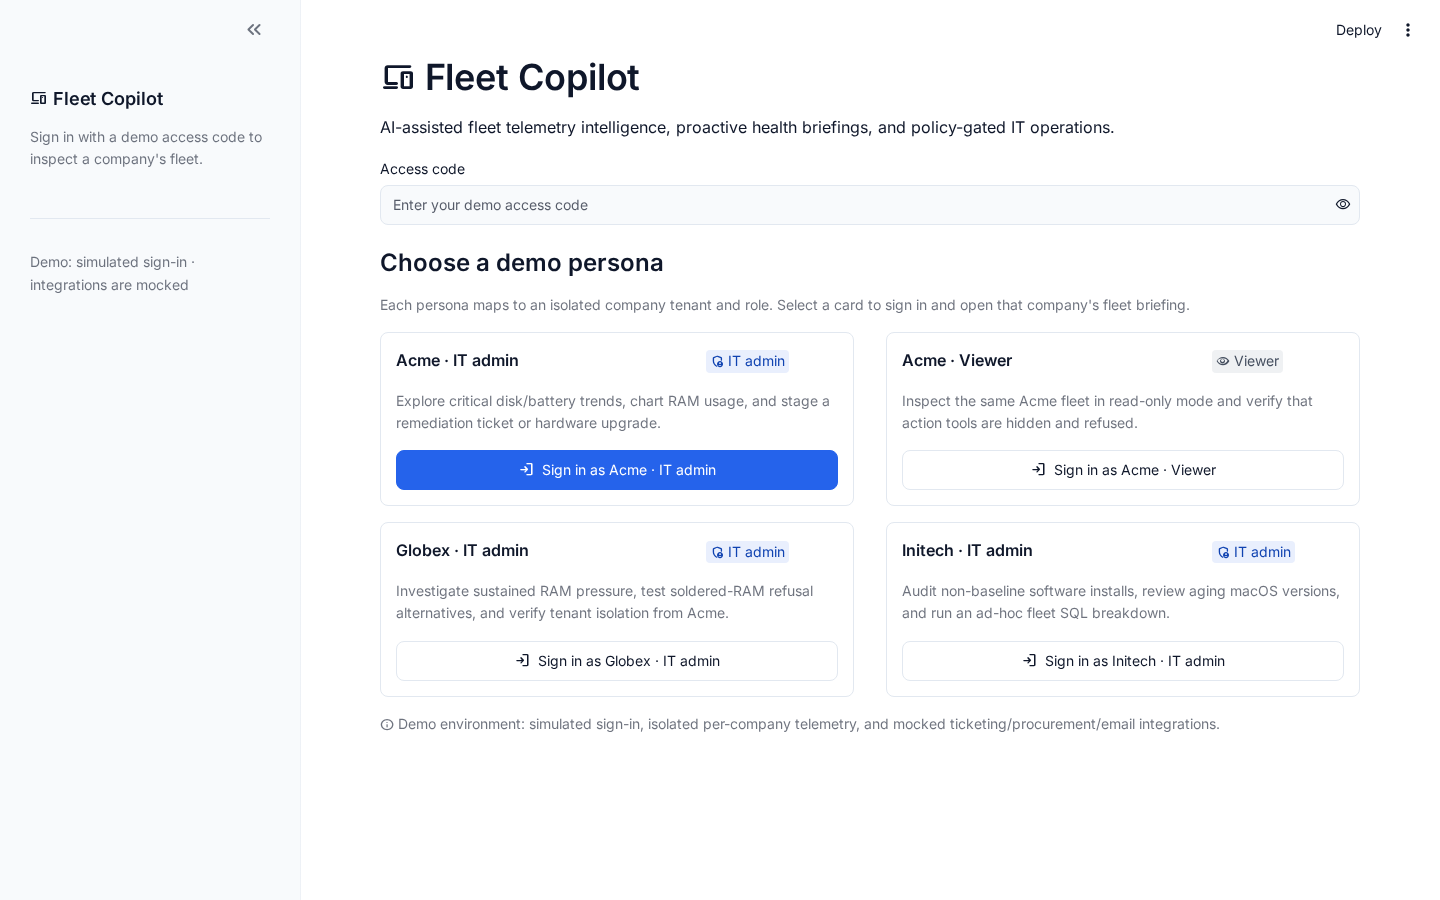 Deploy
Fleet Copilot
Sign in with a demo access code to
inspect a company's fleet.
Demo: simulated sign-in ·
integrations are mocked
Fleet Copilot
AI-assisted fleet telemetry intelligence, proactive health briefings, and policy-gated IT operations.
Access code
Enter your demo access code
Choose a demo persona
Each persona maps to an isolated company tenant and role. Select a card to sign in and open that company's fleet briefing.
Acme · IT admin
IT admin
Explore critical disk/battery trends, chart RAM usage, and stage a
remediation ticket or hardware upgrade.
Sign in as Acme · IT admin
Acme · Viewer
Viewer
Inspect the same Acme fleet in read-only mode and verify that
action tools are hidden and refused.
Sign in as Acme · Viewer
Globex · IT admin
IT admin
Investigate sustained RAM pressure, test soldered-RAM refusal
alternatives, and verify tenant isolation from Acme.
Sign in as Globex · IT admin
Initech · IT admin
IT admin
Audit non-baseline software installs, review aging macOS versions,
and run an ad-hoc fleet SQL breakdown.
Sign in as Initech · IT admin
Demo environment: simulated sign-in, isolated per-company telemetry, and mocked ticketing/procurement/email integrations.